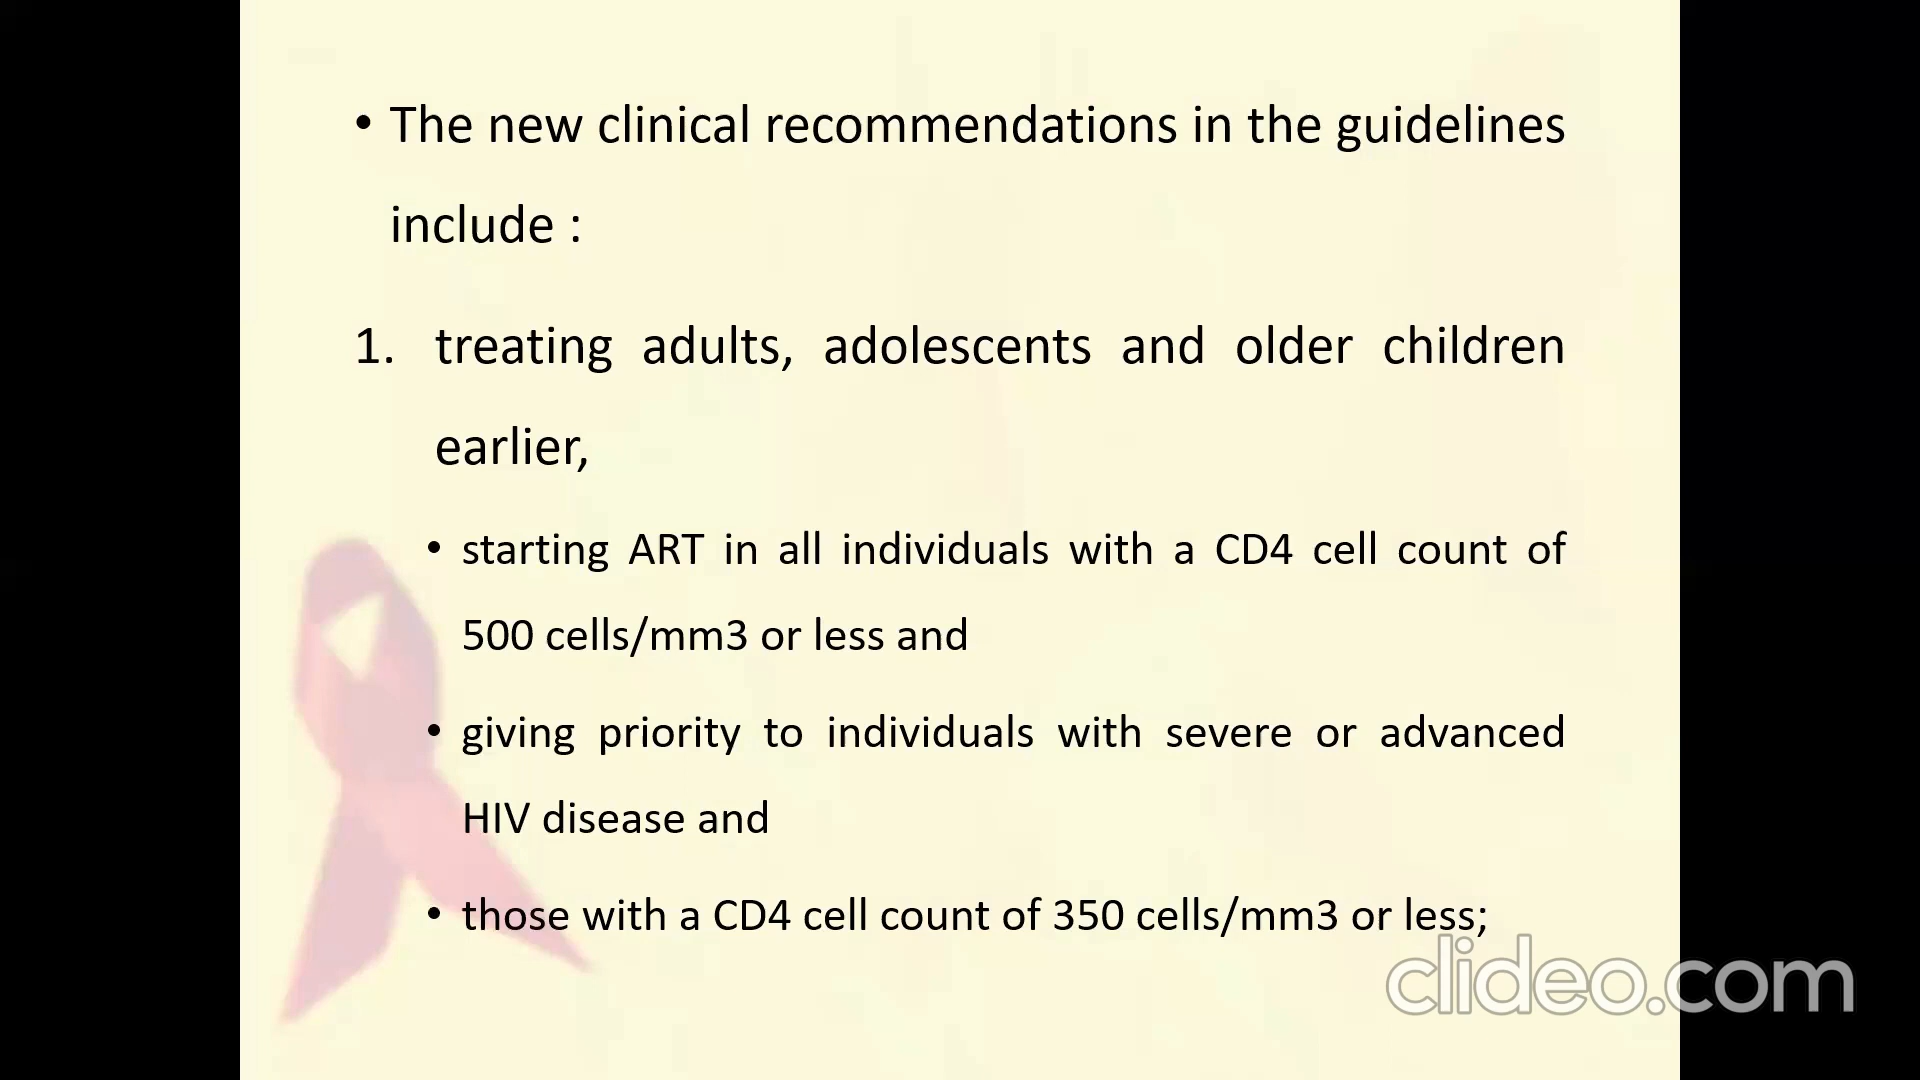 • The new clinical recommendations in the guidelines
include :
1. treating adults, adolescents and older children
earlier,
• starting ART in all individuals with a CD4 cell count of
500 cells/mm3 or less and
• giving priority to individuals with severe or advanced
HIV disease and
• those with a CD4 cell count of 350 cells/mm3 or less;
clideo.com